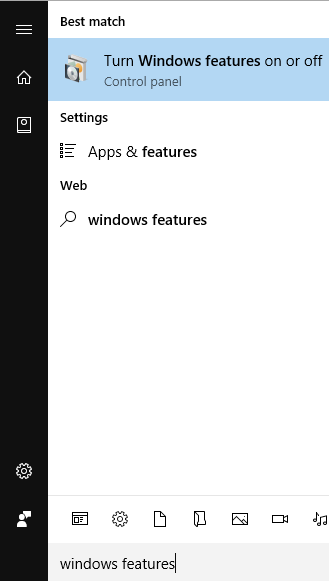 Best match
Turn Windows features on or off
Control panel
Settings
Apps & features
Web
windows features
windows features